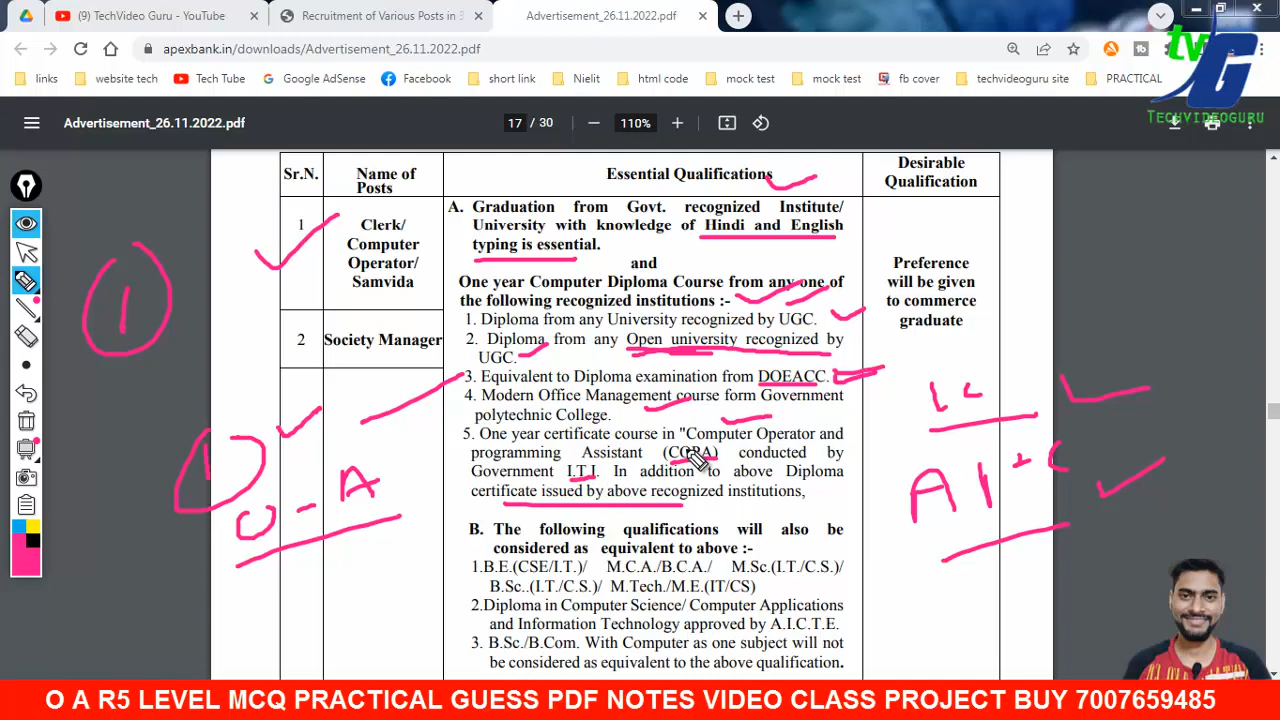 (9) TechVideo Guru - YouTube
Recruitment of Various Posts in 3
Advertisement_26.11.2022.pdf
apexbank.in/downloads/Advertisement_26.11.2022.pdf
links
website tech
Tech Tube
Google AdSense
Facebook
short link
Nielit
html code
mock test
mock test
fb cover
techvideoguru site
PRACTICAL
TECHVIDEOGURU
Advertisement_26.11.2022.pdf
17 / 30
110%
Sr.N.
Name of
Posts
Essential Qualifications
Desirable
Qualification
1
Clerk/
Computer
Operator/
Samvida
2
Society Manager
A. Graduation from Govt. recognized Institute/
University with knowledge of Hindi and English
typing is essential.
and
One year Computer Diploma Course from any one of
the following recognized institutions :-
1. Diploma from any University recognized by UGC.
2. Diploma from any Open university recognized by
UGC.
3. Equivalent to Diploma examination from DOEACC.
4. Modern Office Management course form Government
polytechnic College.
5. One year certificate course in "Computer Operator and
programming Assistant (COPA) conducted by
Government I.T.I. In addition to above Diploma
certificate issued by above recognized institutions,
B. The following qualifications will also be
considered as equivalent to above :-
1.B.E.(CSE/I.T.)/ M.C.A./B.C.A./ M.Sc.(I.T./C.S.)/
B.Sc..(I.T./C.S.)/ M.Tech./M.E.(IT/CS)
2.Diploma in Computer Science/ Computer Applications
and Information Technology approved by A.I.C.T.E.
3. B.Sc./B.Com. With Computer as one subject will not
be considered as equivalent to the above qualification.
Preference
will be given
to commerce
graduate
1
O - A
O A R5 LEVEL MCQ PRACTICAL GUESS PDF NOTES VIDEO CLASS PROJECT BUY 7007659485